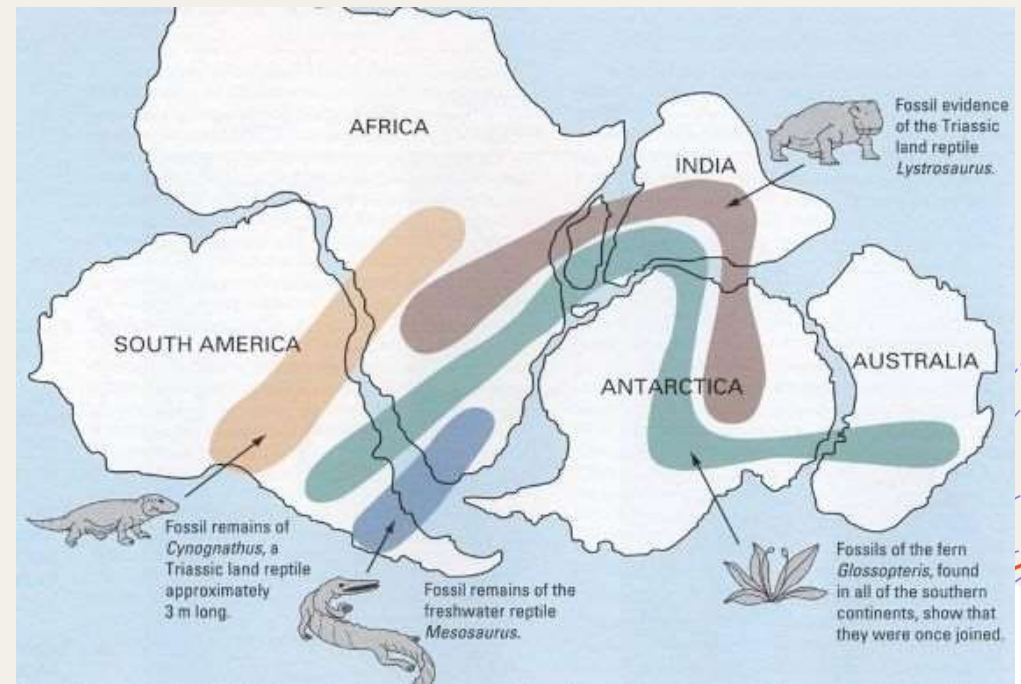 AFRICA
INDIA
Fossil evidence
of the Triassic
land reptile
Lystrosaurus.
SOUTH AMERICA
ANTARCTICA
AUSTRALIA
Fossil remains of
Cynognathus, a
Triassic land reptile
approximately
3 m long.
Fossil remains of the
freshwater reptile
Mesosaurus.
Fossils of the fern
Glossopteris, found
in all of the southern
continents, show that
they were once joined.